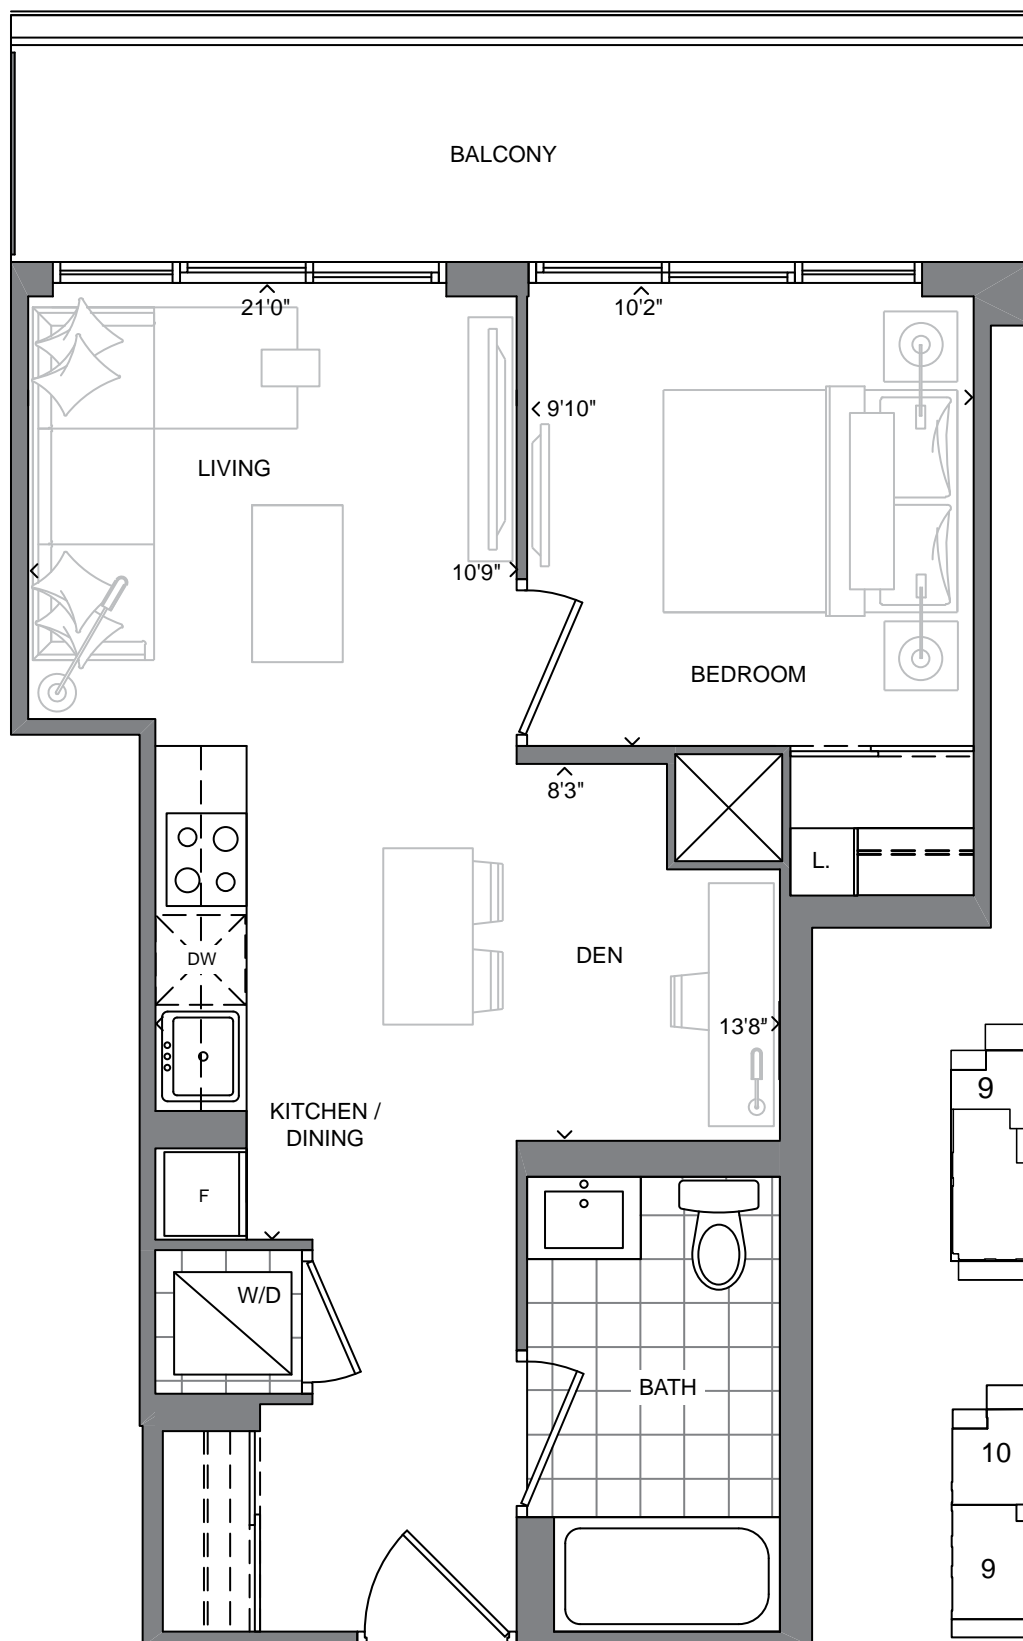 BALCONY
21'0"
10'2"
9'10"
LIVING
10'9"
BEDROOM
8'3"
L.
DEN
DW
13'8"
9
KITCHEN /
DINING
F
W/D
BATH
10
9